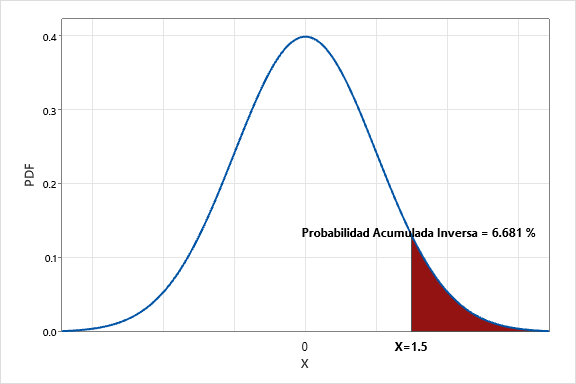 0.4
0.3
PDF
0.2
Probabilidad Acumulada Inversa = 6.681 %
0.1
0.0
0
X=1.5
X